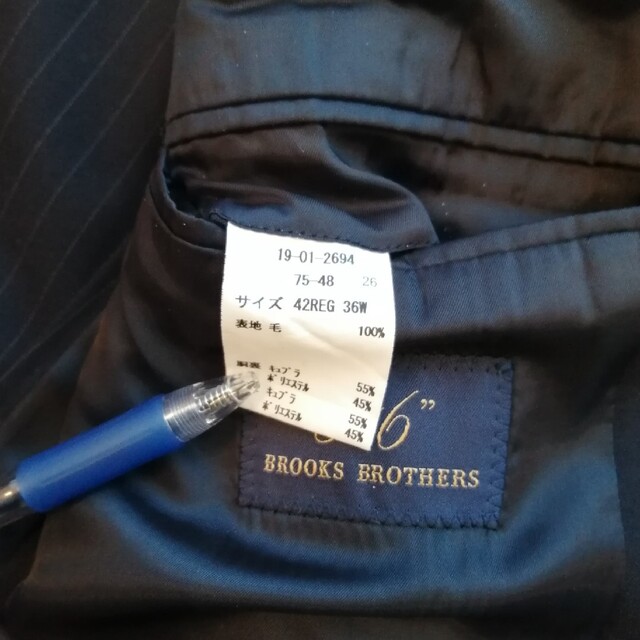 19-01-2694
75-48 26
サイズ 42REG 36W
表地 毛 100%
胴裏 キュプラ 55%
ポリエステル 45%
キュプラ 55%
ポリエステル 45%
6”
BROOKS BROTHERS